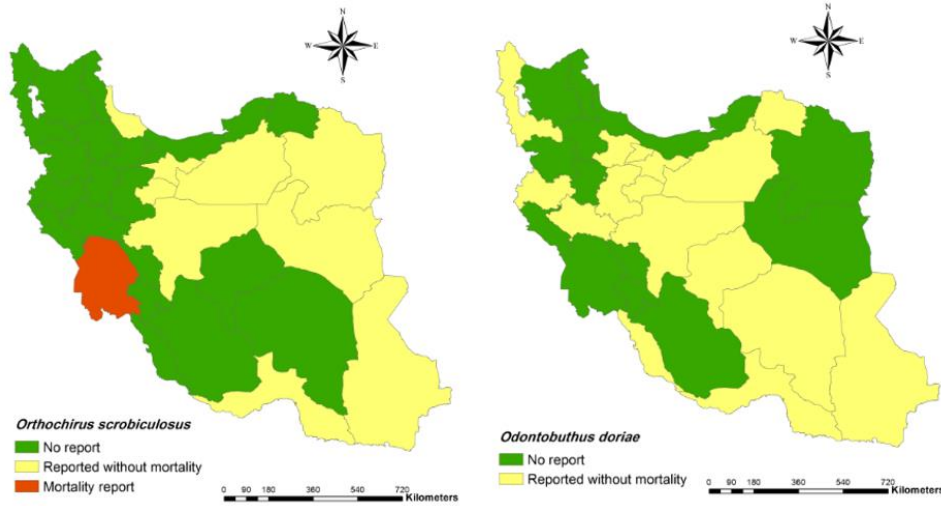 N
W E
S
Orthochirus scrobiculosus
No report
Reported without mortality
Mortality report
0 90 180 360 540 720
Kilometers
N
W E
S
Odontobuthus doriae
No report
Reported without mortality
0 90 180 360 540 720
Kilometers